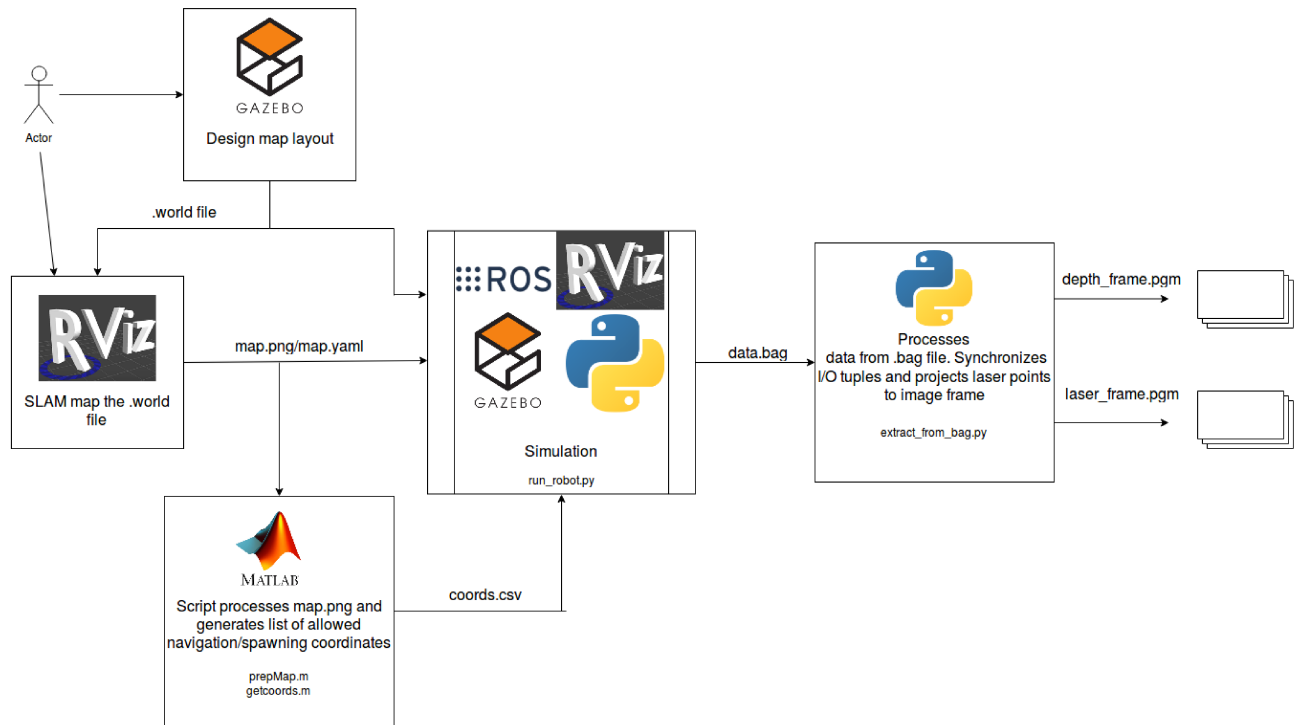 Actor
GAZEBO
Design map layout
.world file
RViz
SLAM map the .world
file
map.png/map.yaml
ROS
RViz
GAZEBO
Simulation
run_robot.py
MATLAB
Script processes map.png and
generates list of allowed
navigation/spawning coordinates
prepMap.m
getcoords.m
coords.csv
data.bag
Processes
data from .bag file. Synchronizes
I/O tuples and projects laser points
to image frame
extract_from_bag.py
depth_frame.pgm
laser_frame.pgm